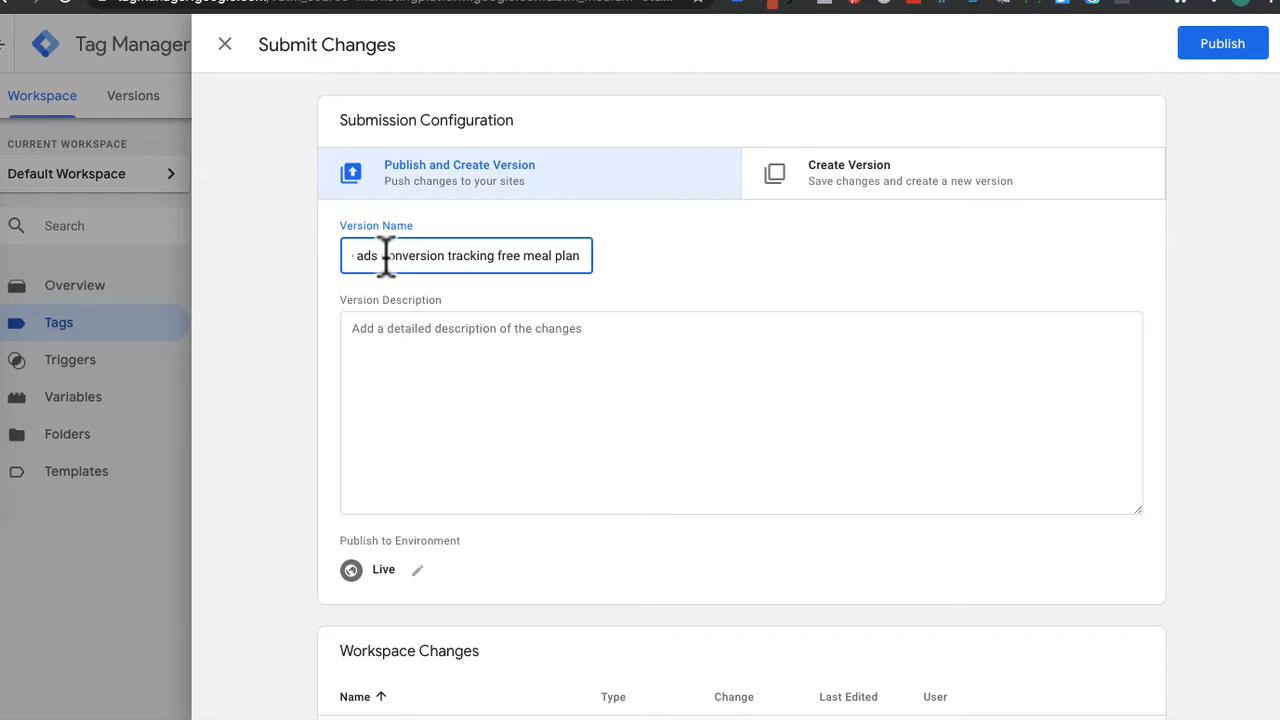 Tag Manager
Submit Changes
Publish
Workspace
Versions
Submission Configuration
CURRENT WORKSPACE
Default Workspace
Publish and Create Version
Push changes to your sites
Create Version
Save changes and create a new version
Search
Version Name
ads conversion tracking free meal plan
Overview
Tags
Triggers
Variables
Folders
Templates
Version Description
Add a detailed description of the changes
Publish to Environment
Live
Workspace Changes
Name
Type
Change
Last Edited
User